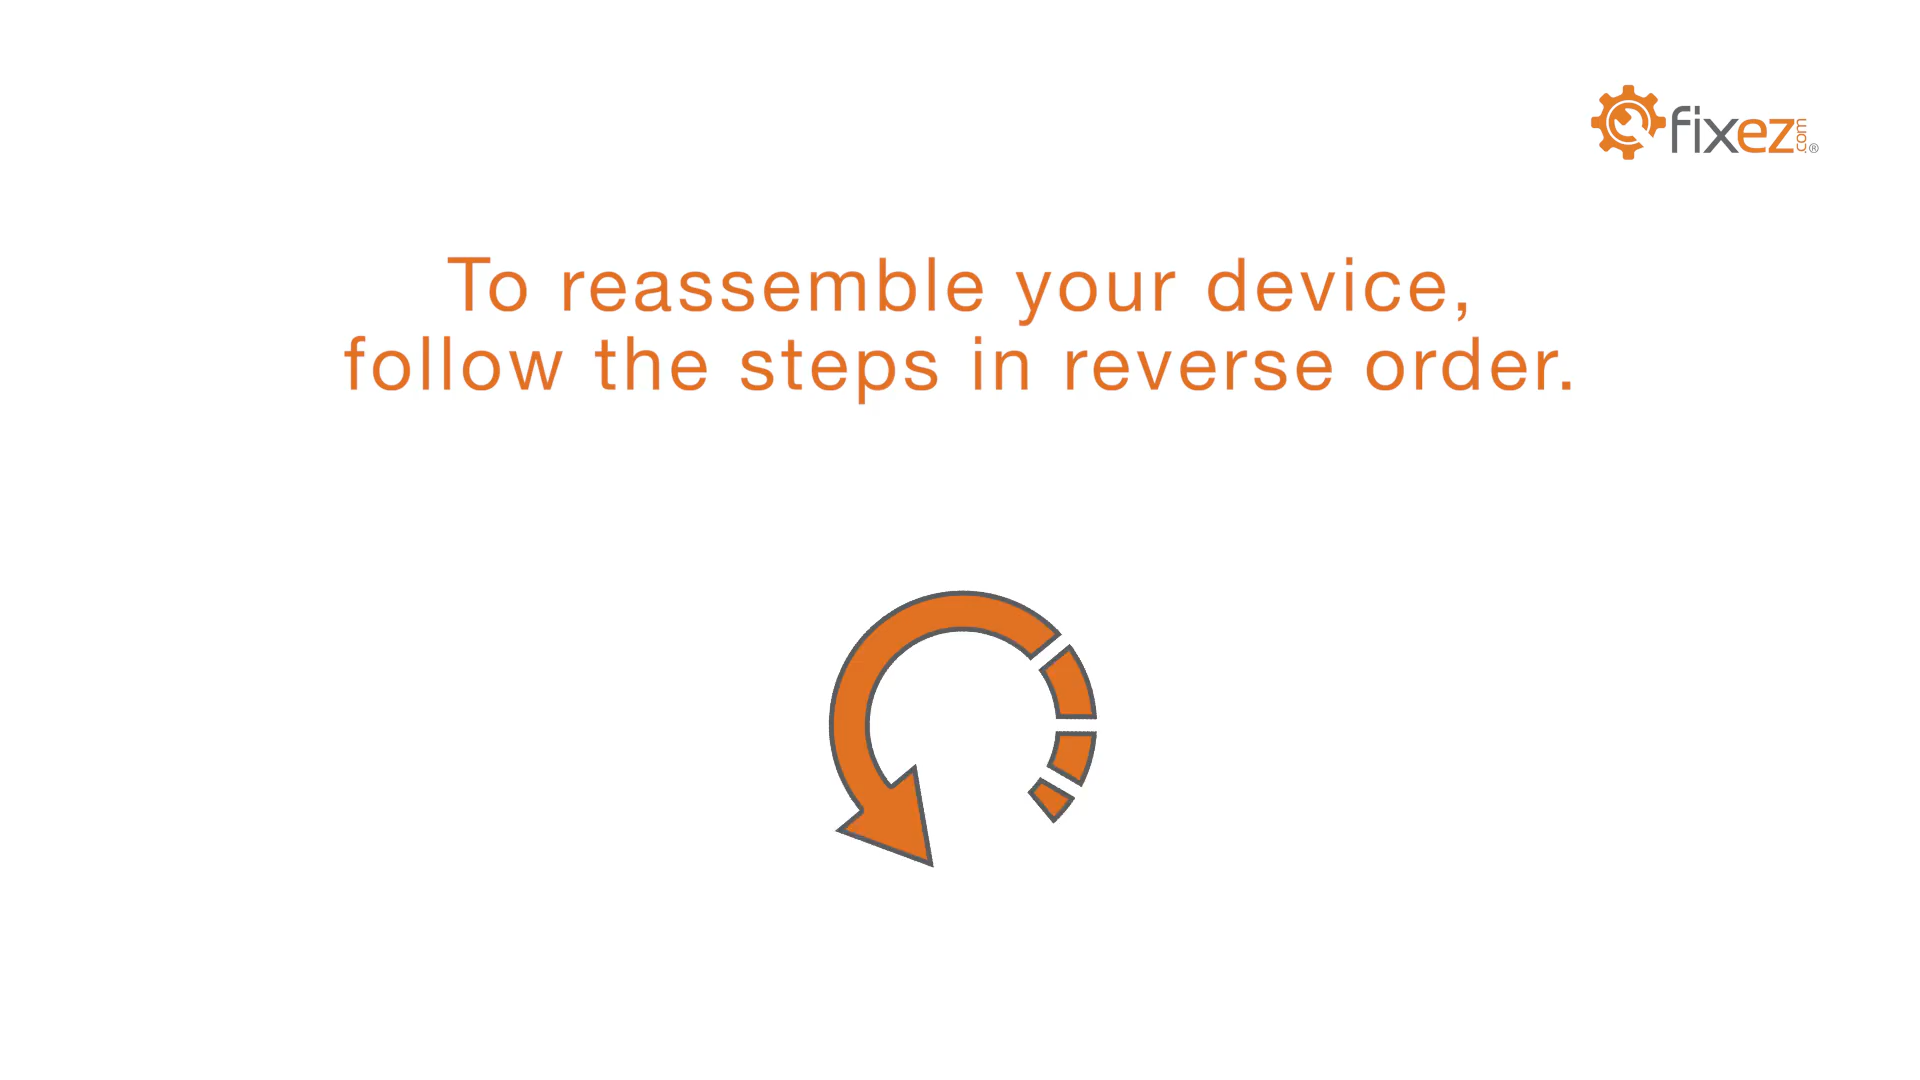 fixez.com®
To reassemble your device,
follow the steps in reverse order.